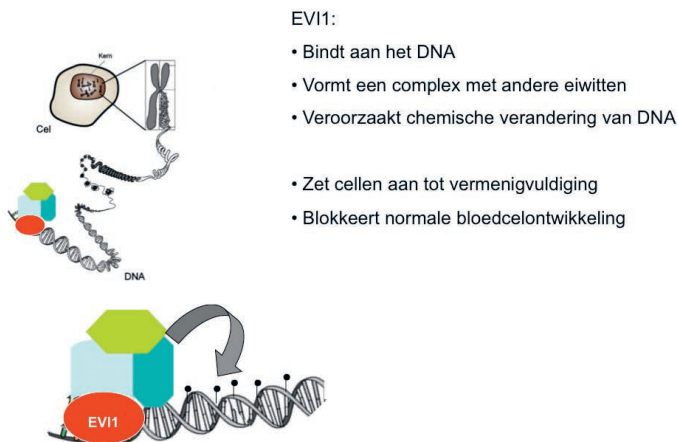 EVI1:
• Bindt aan het DNA
• Vormt een complex met andere eiwitten
• Veroorzaakt chemische verandering van DNA
• Zet cellen aan tot vermenigvuldiging
• Blokkeert normale bloedcelontwikkeling
Kern
Cel
DNA
EVI1